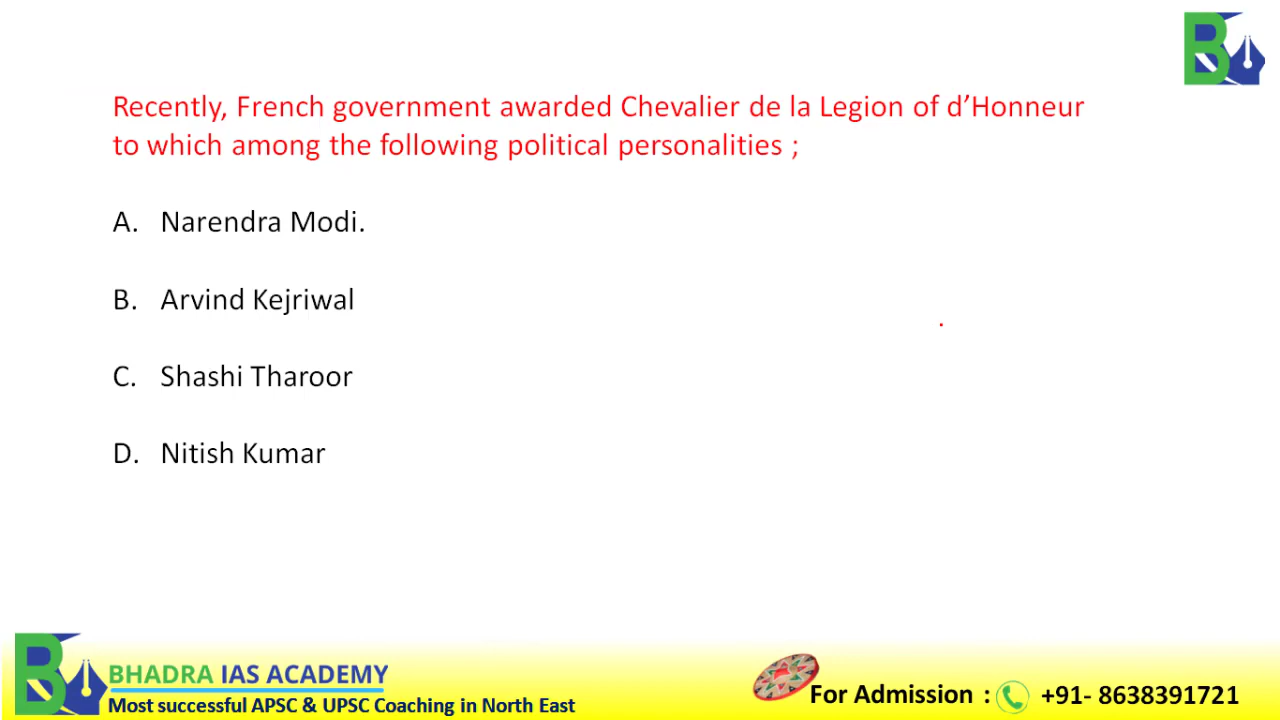 Recently, French government awarded Chevalier de la Legion of d’Honneur
to which among the following political personalities ;
A. Narendra Modi.
B. Arvind Kejriwal
C. Shashi Tharoor
D. Nitish Kumar
BHADRA IAS ACADEMY
Most successful APSC & UPSC Coaching in North East
For Admission : +91- 8638391721